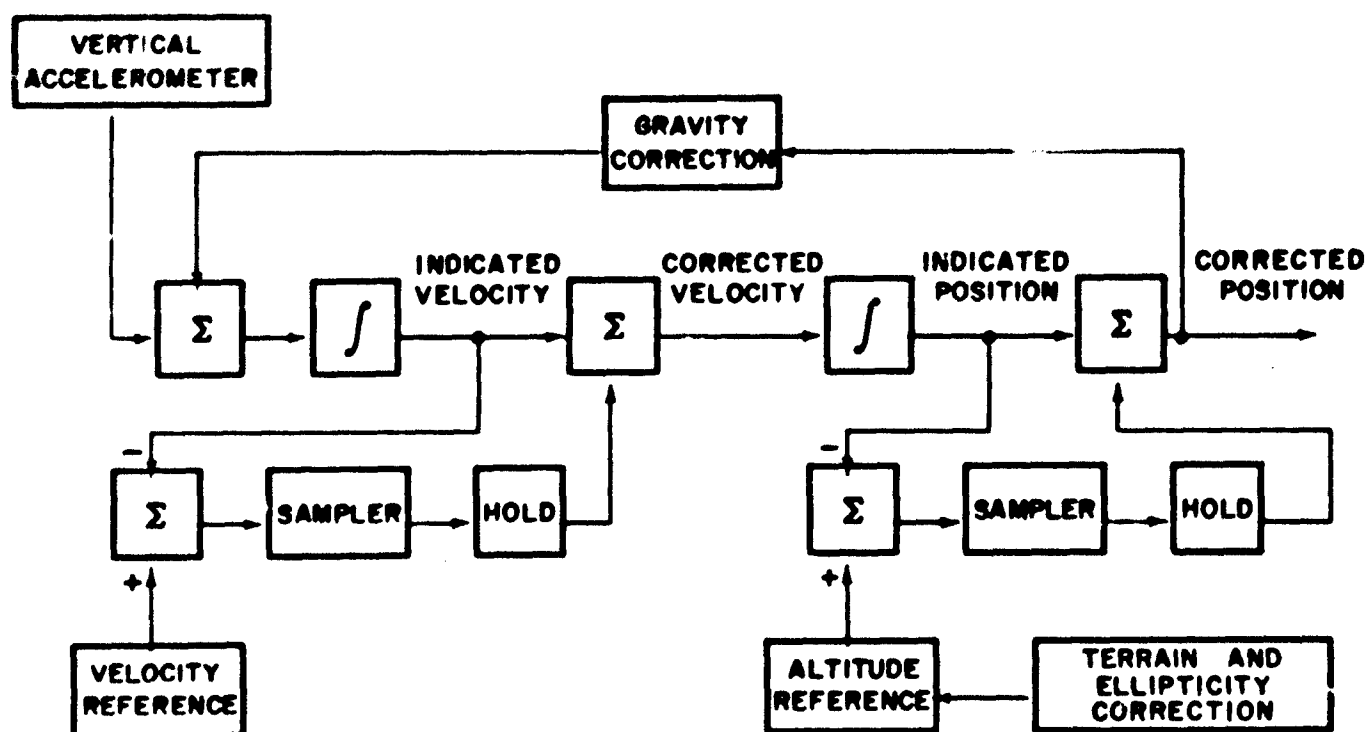 VERTICAL
ACCELEROMETER
GRAVITY
CORRECTION
INDICATED
VELOCITY
CORRECTED
VELOCITY
INDICATED
POSITION
CORRECTED
POSITION
Σ
∫
Σ
∫
Σ
−
Σ
SAMPLER
HOLD
+
−
Σ
SAMPLER
HOLD
+
VELOCITY
REFERENCE
ALTITUDE
REFERENCE
TERRAIN AND
ELLIPTICITY
CORRECTION